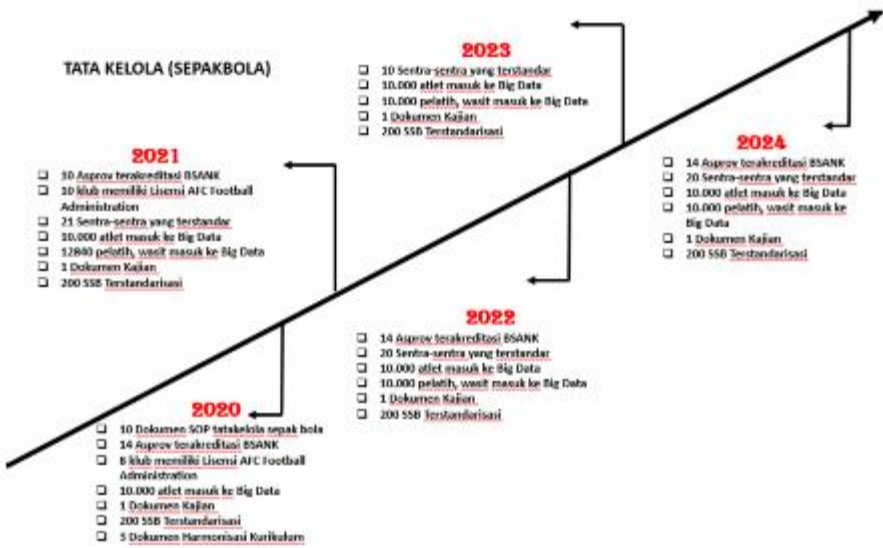 TATA KELOLA (SEPAKBOLA)
2023
10 Sentra-sentra yang terstandar
10.000 atlet masuk ke Big Data
10.000 pelatih, wasit masuk ke Big Data
1 Dokumen Kajian
200 SSB Terstandarisasi
2021
10 Asprov terakreditasi BSANK
10 klub memiliki Lisensi AFC Football
Administration
21 Sentra-sentra yang terstandar
10.000 atlet masuk ke Big Data
12840 pelatih, wasit masuk ke Big Data
1 Dokumen Kajian
200 SSB Terstandarisasi
2024
14 Asprov terakreditasi BSANK
20 Sentra-sentra yang terstandar
10.000 atlet masuk ke Big Data
10.000 pelatih, wasit masuk ke
Big Data
1 Dokumen Kajian
200 SSB Terstandarisasi
2022
14 Asprov terakreditasi BSANK
20 Sentra-sentra yang terstandar
10.000 atlet masuk ke Big Data
10.000 pelatih, wasit masuk ke Big Data
1 Dokumen Kajian
200 SSB Terstandarisasi
2020
10 Dokumen SOP tatakelola sepak bola
14 Asprov terakreditasi BSANK
8 klub memiliki Lisensi AFC Football
Administration
10.000 atlet masuk ke Big Data
1 Dokumen Kajian
200 SSB Terstandarisasi
5 Dokumen Harmonisasi Kurikulum